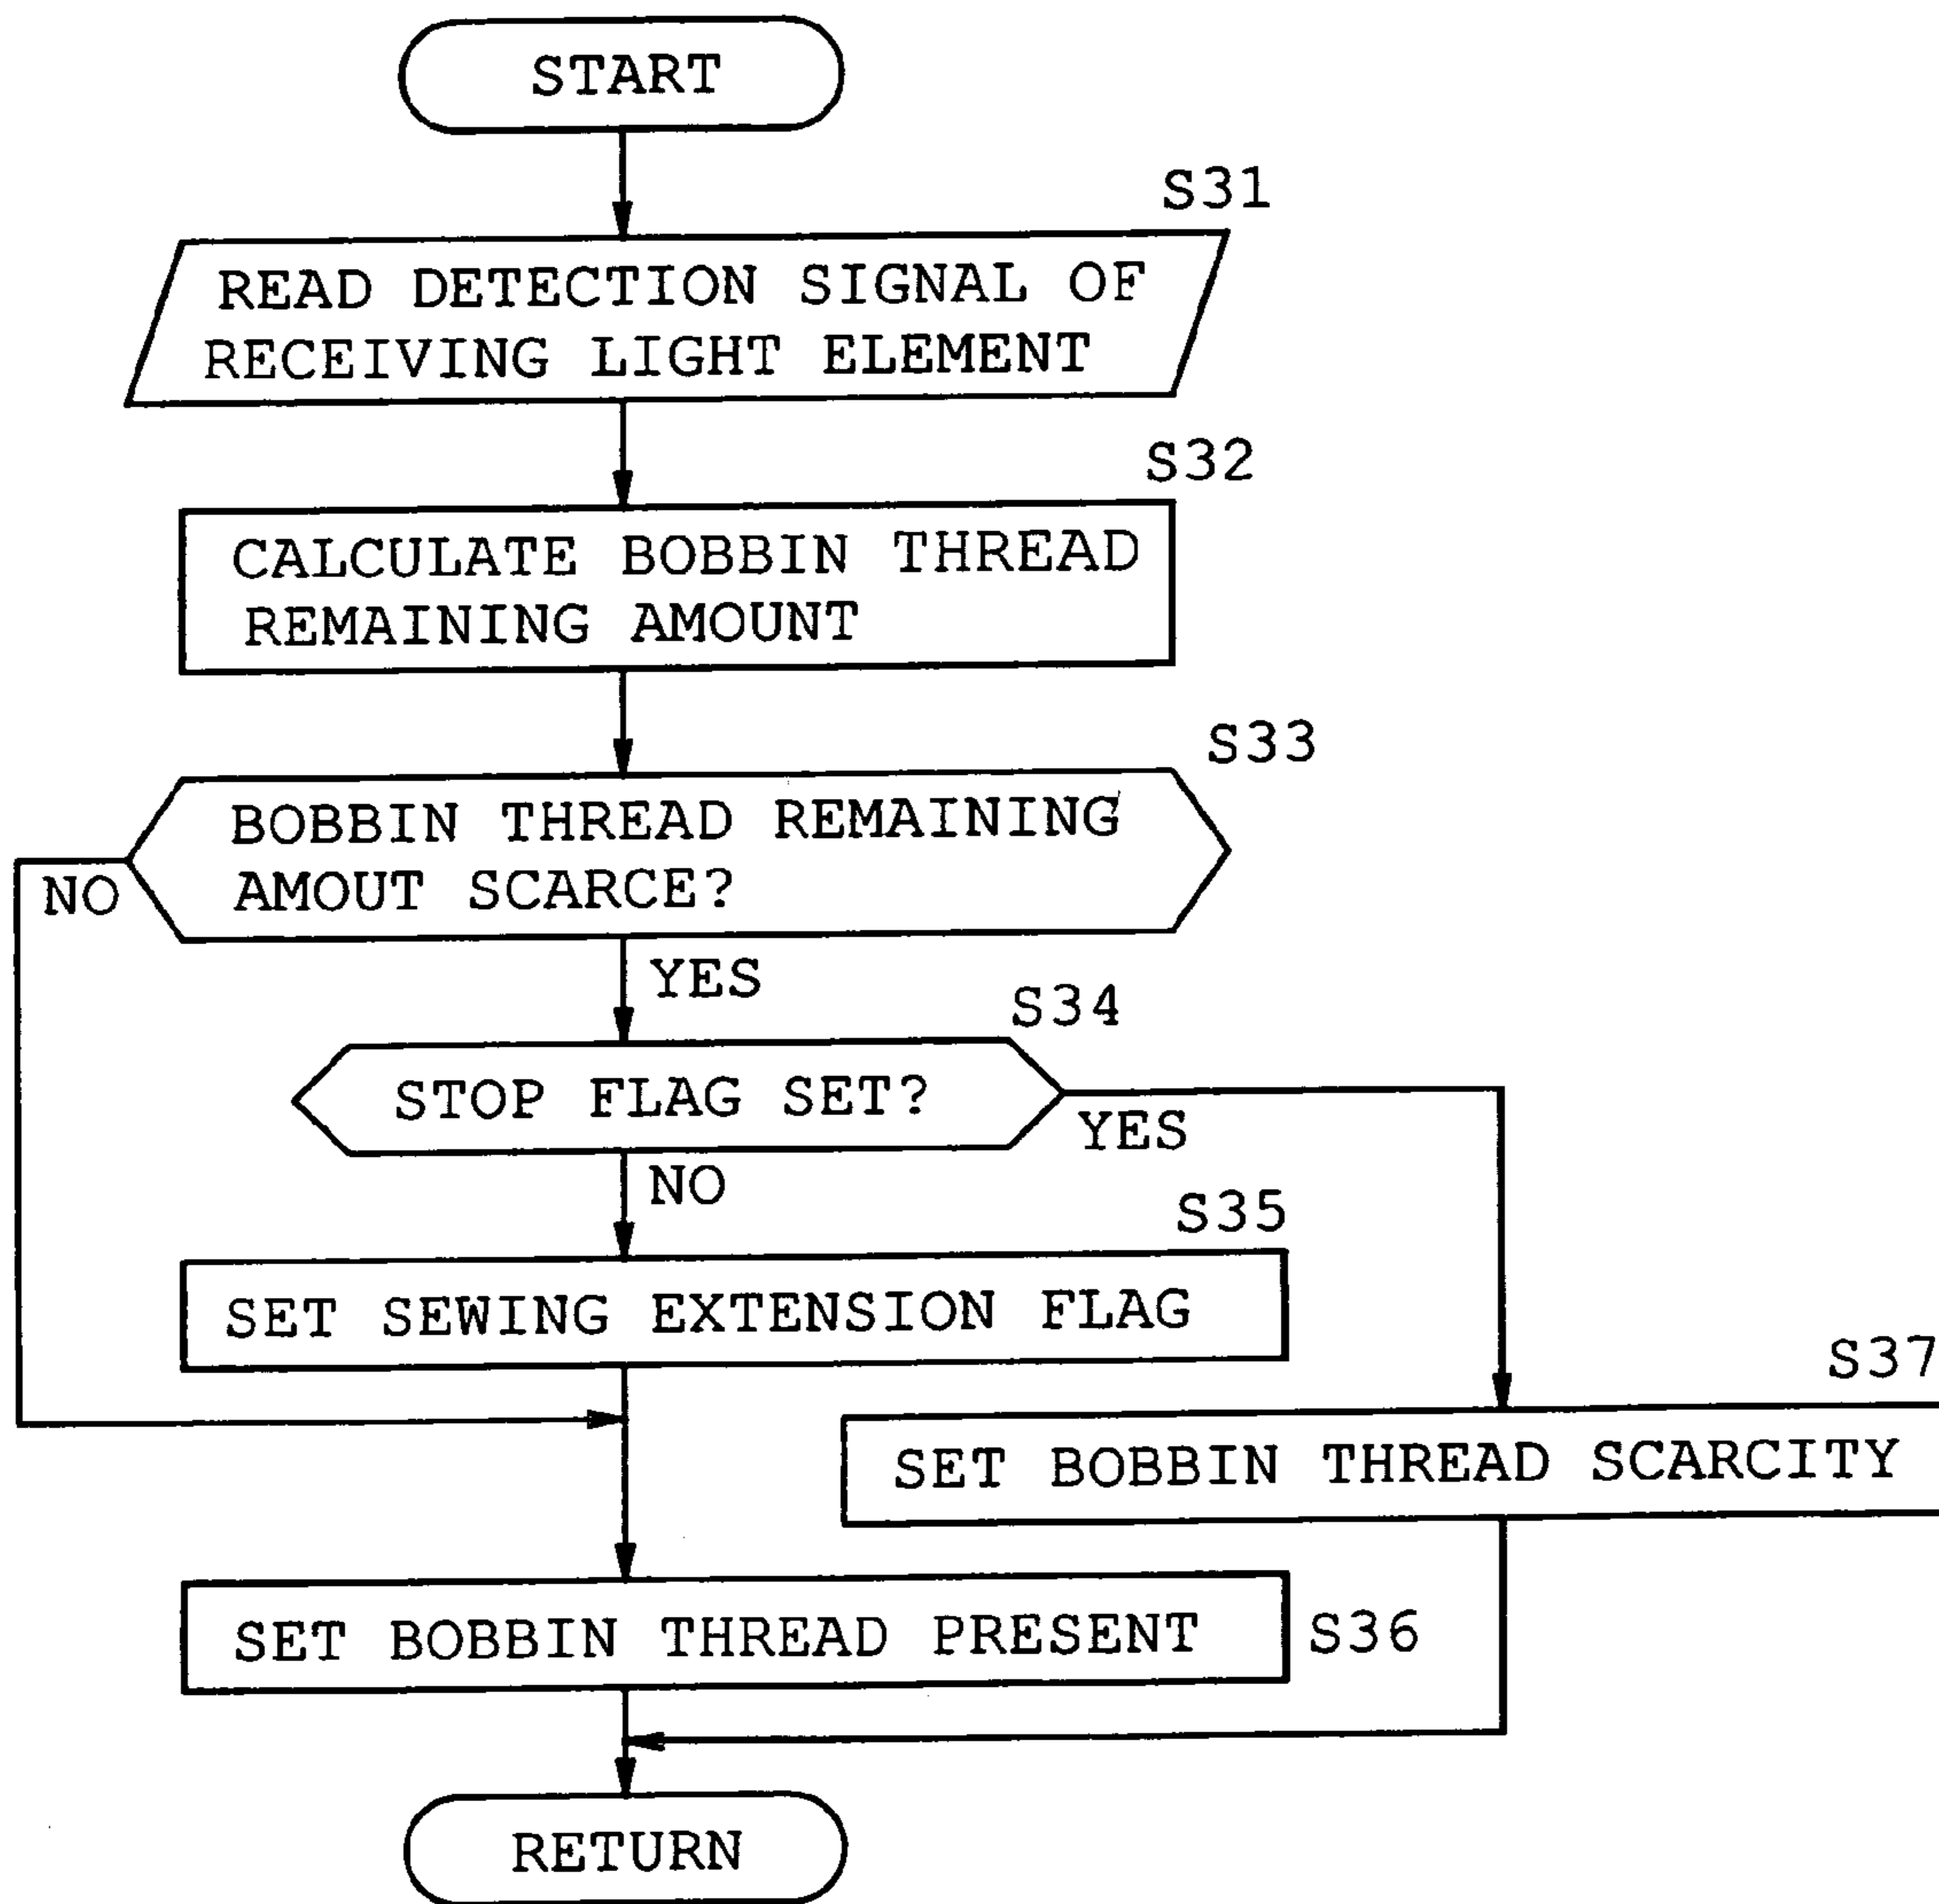 START
S31
READ DETECTION SIGNAL OF
RECEIVING LIGHT ELEMENT
S32
CALCULATE BOBBIN THREAD
REMAINING AMOUNT
S33
BOBBIN THREAD REMAINING
AMOUT SCARCE?
NO
YES
S34
STOP FLAG SET?
YES
NO
S35
SET SEWING EXTENSION FLAG
S37
SET BOBBIN THREAD SCARCITY
SET BOBBIN THREAD PRESENT
S36
RETURN